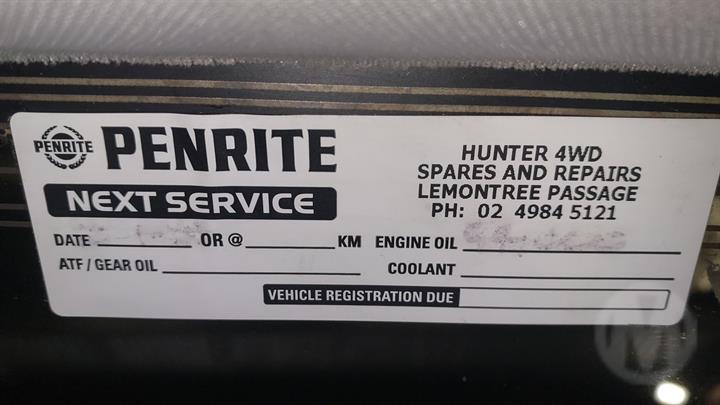 PENRITE PENRITE
NEXT SERVICE
HUNTER 4WD
SPARES AND REPAIRS
LEMONTREE PASSAGE
PH: 02 4984 5121
DATE OR @ KM ENGINE OIL
ATF / GEAR OIL COOLANT
VEHICLE REGISTRATION DUE
M